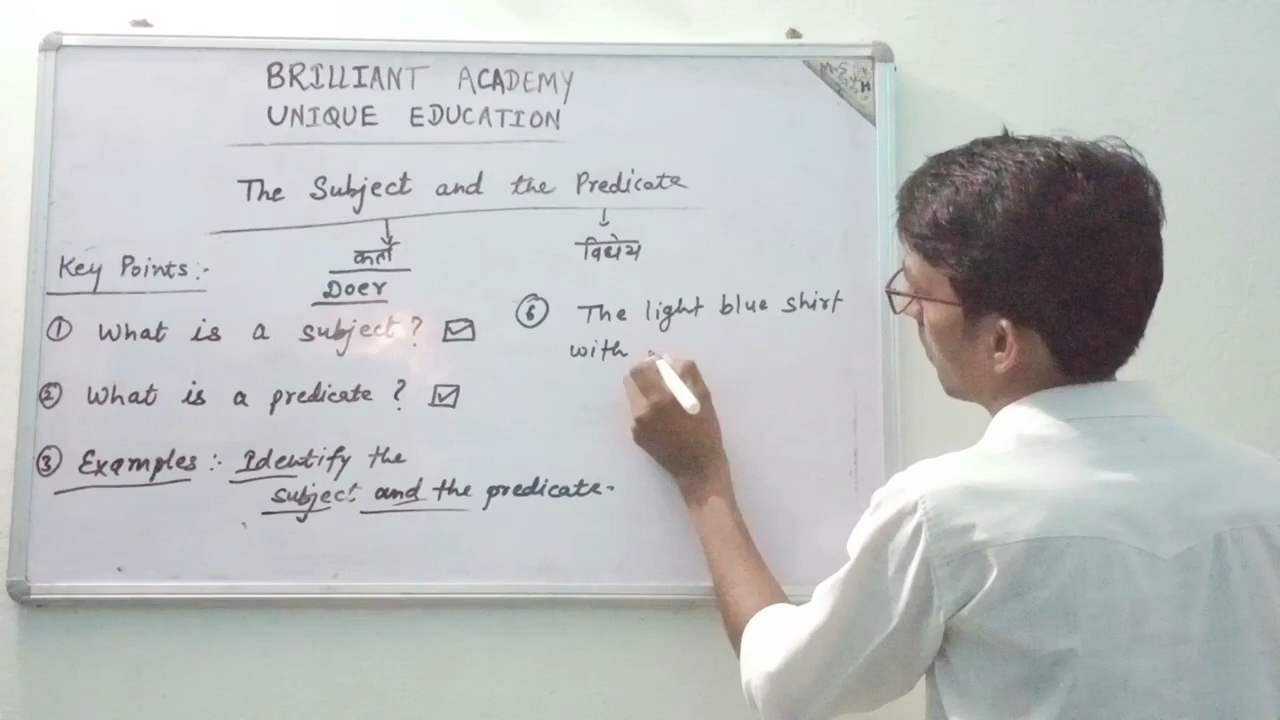 BRILLIANT ACADEMY
UNIQUE EDUCATION
The Subject and the Predicate
कर्ता
विधेय
Doer
Key Points:-
① What is a subject?
② What is a predicate?
③ Examples:- Identify the
subject and the predicate.
⑥ The light blue shirt
with
M.S